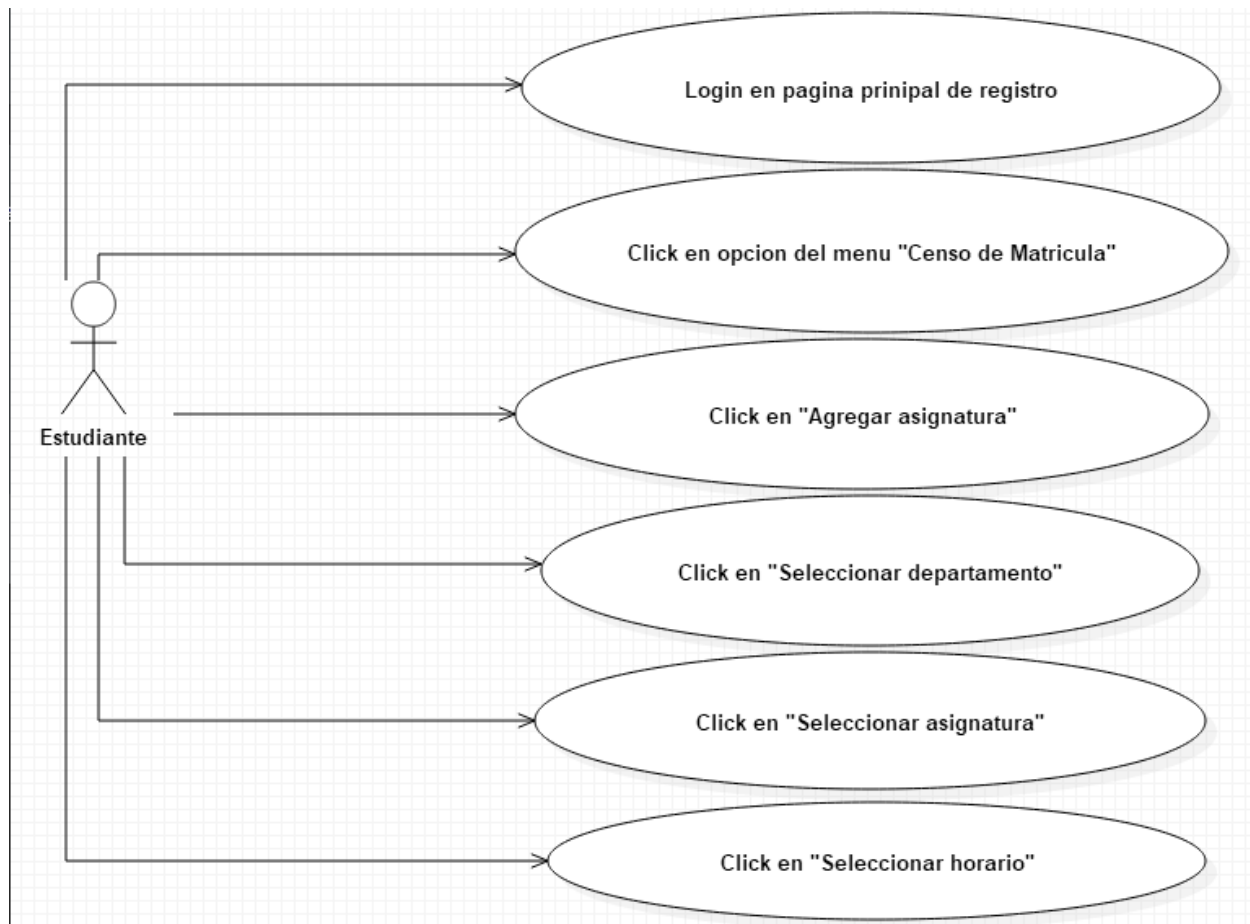 Login en pagina prinipal de registro
Click en opcion del menu "Censo de Matricula"
Click en "Agregar asignatura"
Estudiante
Click en "Seleccionar departamento"
Click en "Seleccionar asignatura"
Click en "Seleccionar horario"